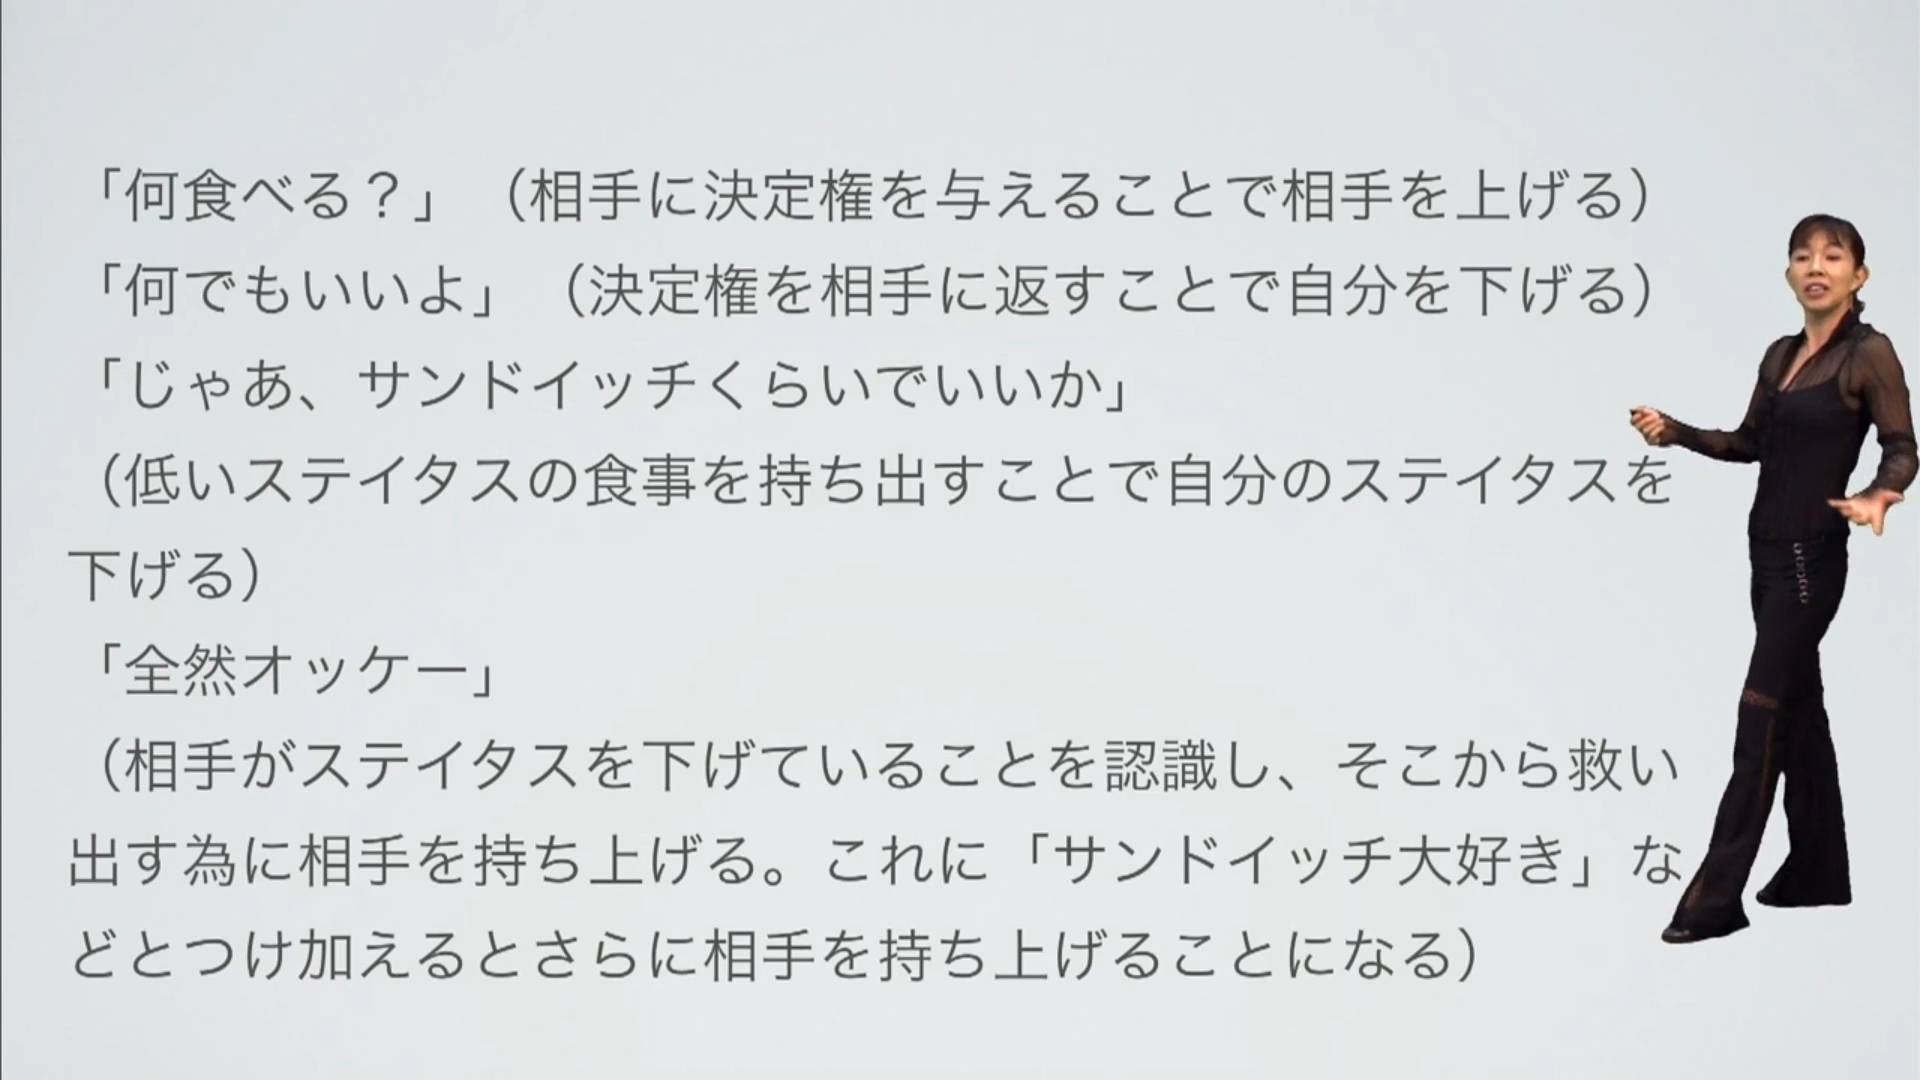 「何食べる？」（相手に決定権を与えることで相手を上げる）
「何でもいいよ」（決定権を相手に返すことで自分を下げる）
「じゃあ、サンドイッチくらいでいいか」
（低いステイタスの食事を持ち出すことで自分のステイタスを
下げる）
「全然オッケー」
（相手がステイタスを下げていることを認識し、そこから救い
出す為に相手を持ち上げる。これに「サンドイッチ大好き」な
どとつけ加えるとさらに相手を持ち上げることになる）